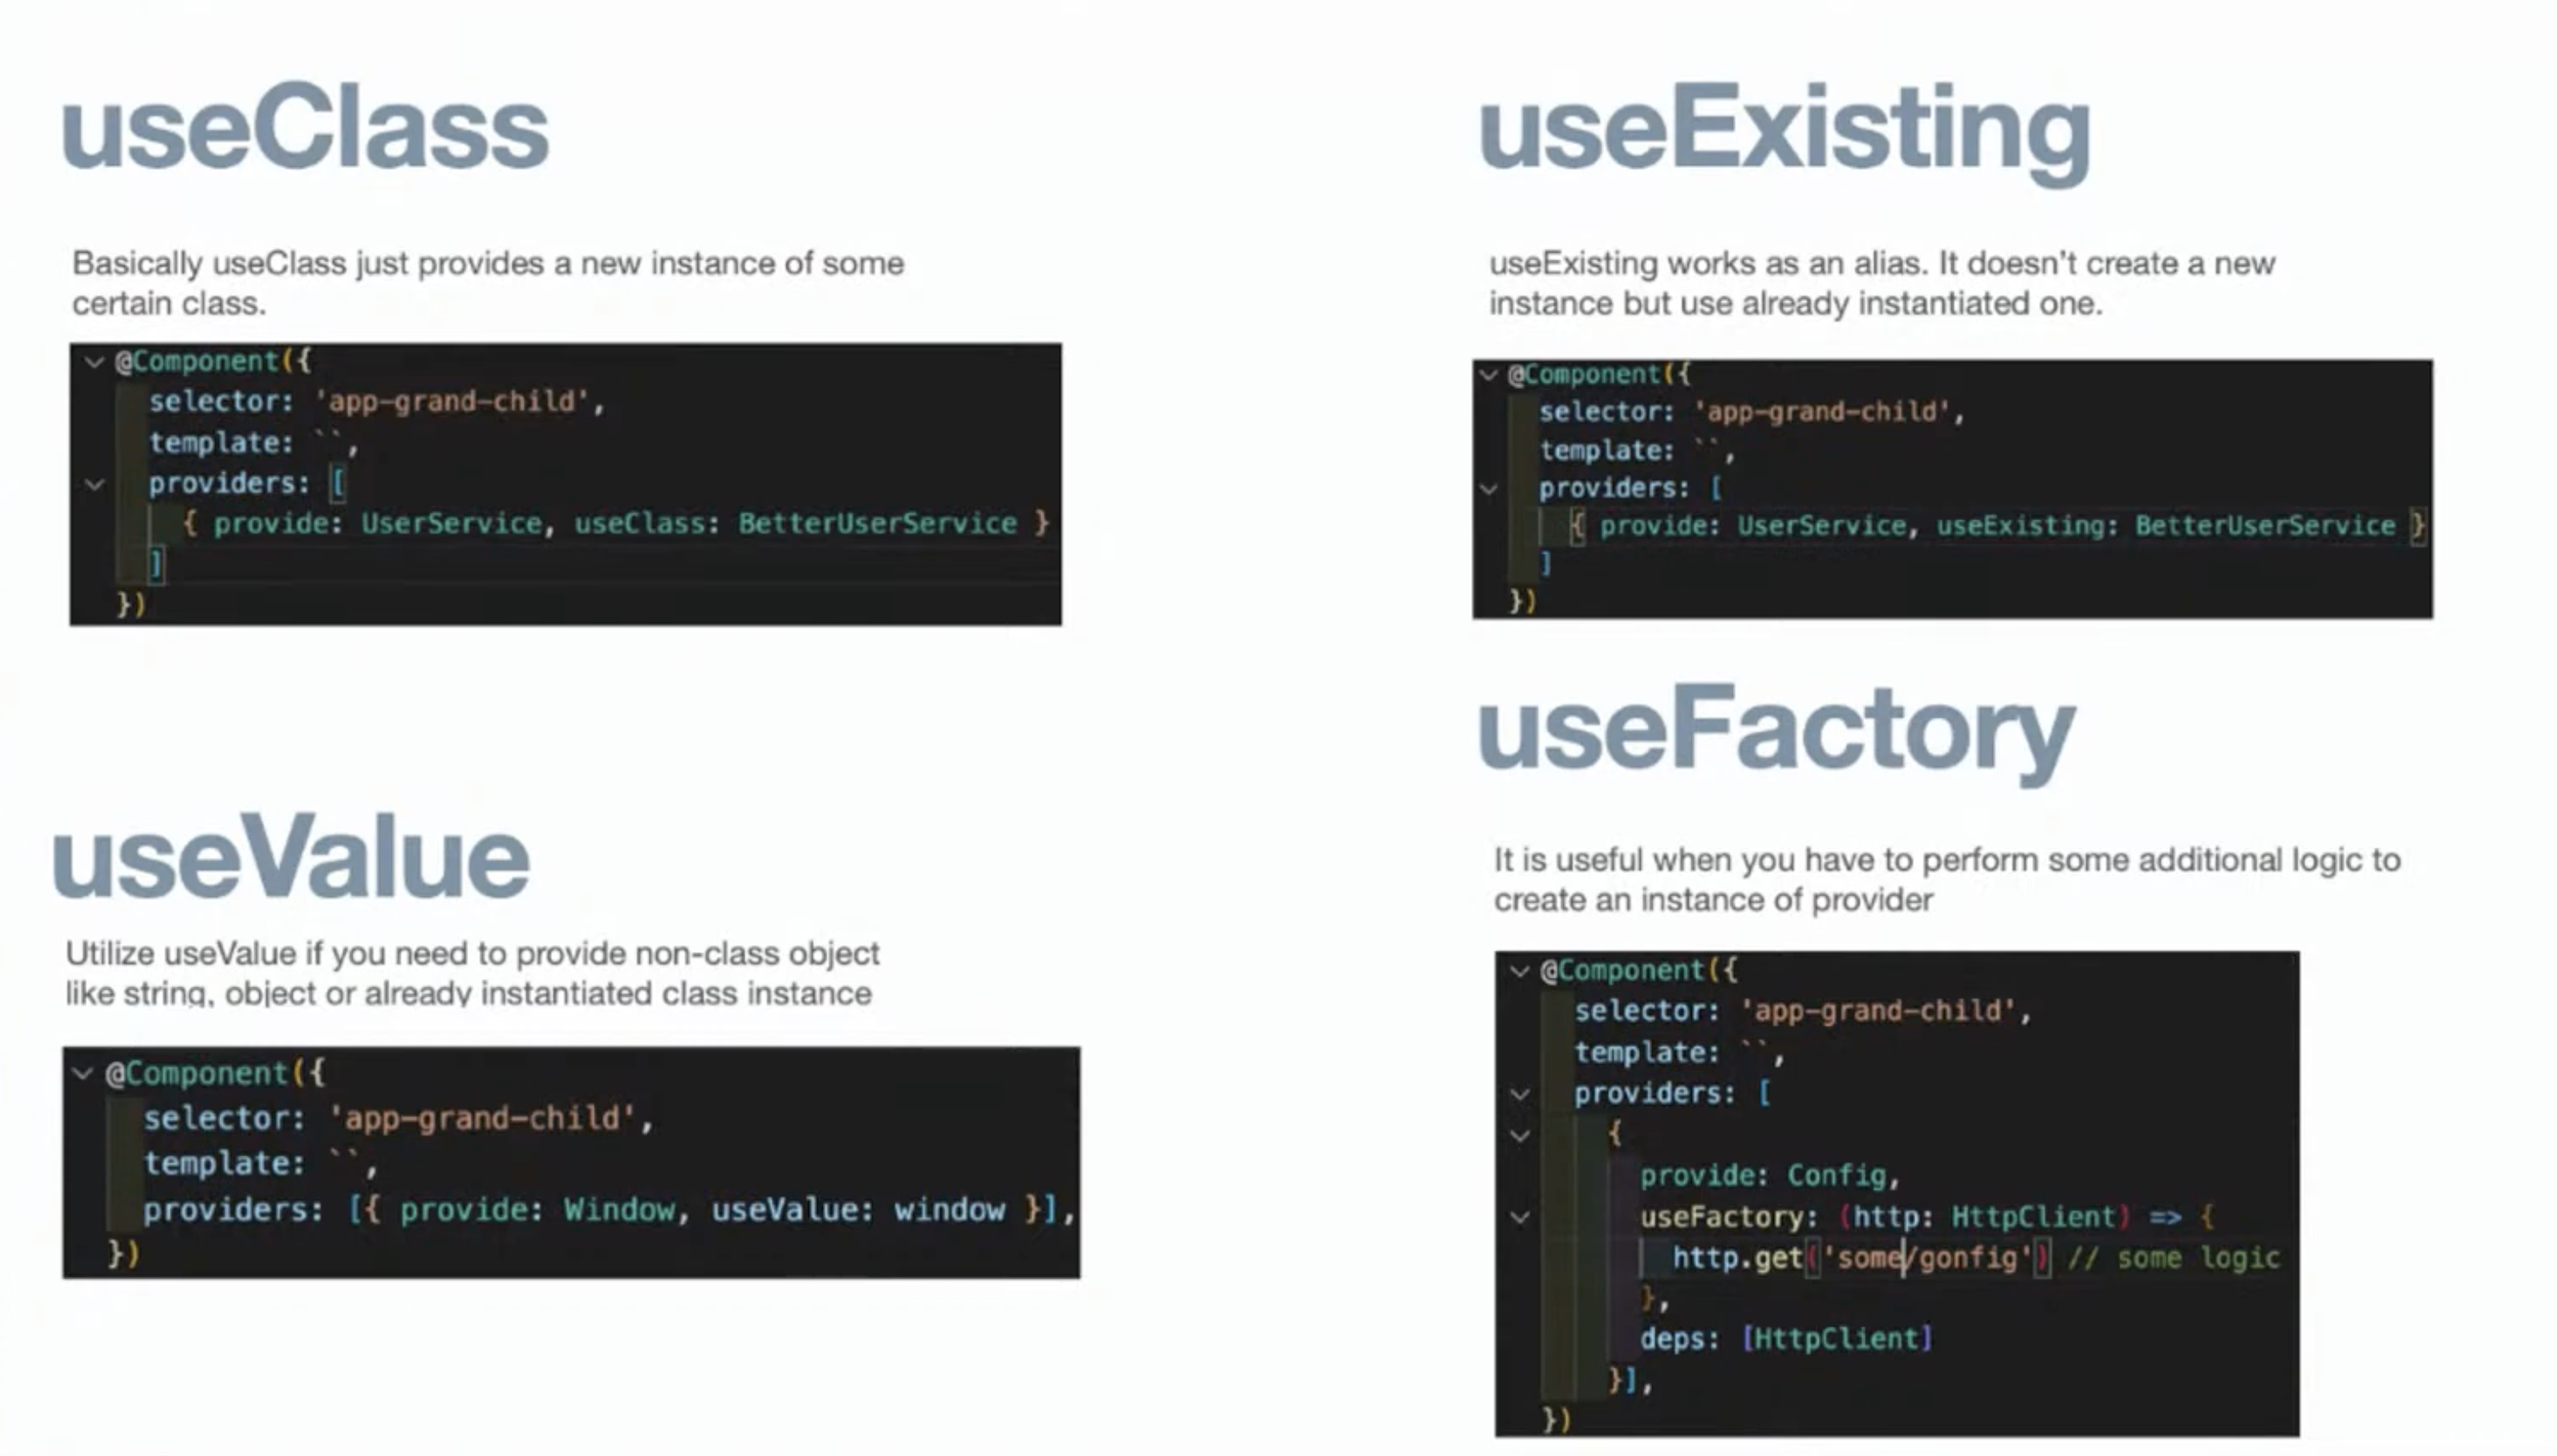 useClass
Basically useClass just provides a new instance of some
certain class.
@Component({
selector: 'app-grand-child',
template: ``,
providers: [
{ provide: UserService, useClass: BetterUserService }
]
})
useValue
Utilize useValue if you need to provide non-class object
like string, object or already instantiated class instance
@Component({
selector: 'app-grand-child',
template: ``,
providers: [{ provide: Window, useValue: window }],
})
useExisting
useExisting works as an alias. It doesn't create a new
instance but use already instantiated one.
@Component({
selector: 'app-grand-child',
template: ``,
providers: [
{ provide: UserService, useExisting: BetterUserService }
]
})
useFactory
It is useful when you have to perform some additional logic to
create an instance of provider
@Component({
selector: 'app-grand-child',
template: ``,
providers: [
{
provide: Config,
useFactory: (http: HttpClient) => {
http.get('some/gonfig') // some logic
},
deps: [HttpClient]
}],
})